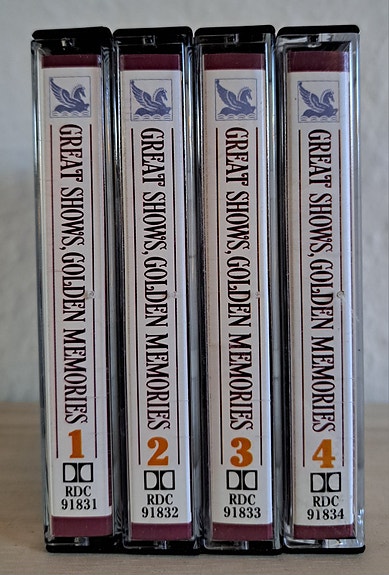 GREAT SHOWS, GOLDEN MEMORIES
1
RDC
91831
GREAT SHOWS, GOLDEN MEMORIES
2
RDC
91832
GREAT SHOWS, GOLDEN MEMORIES
3
RDC
91833
GREAT SHOWS, GOLDEN MEMORIES
4
RDC
91834